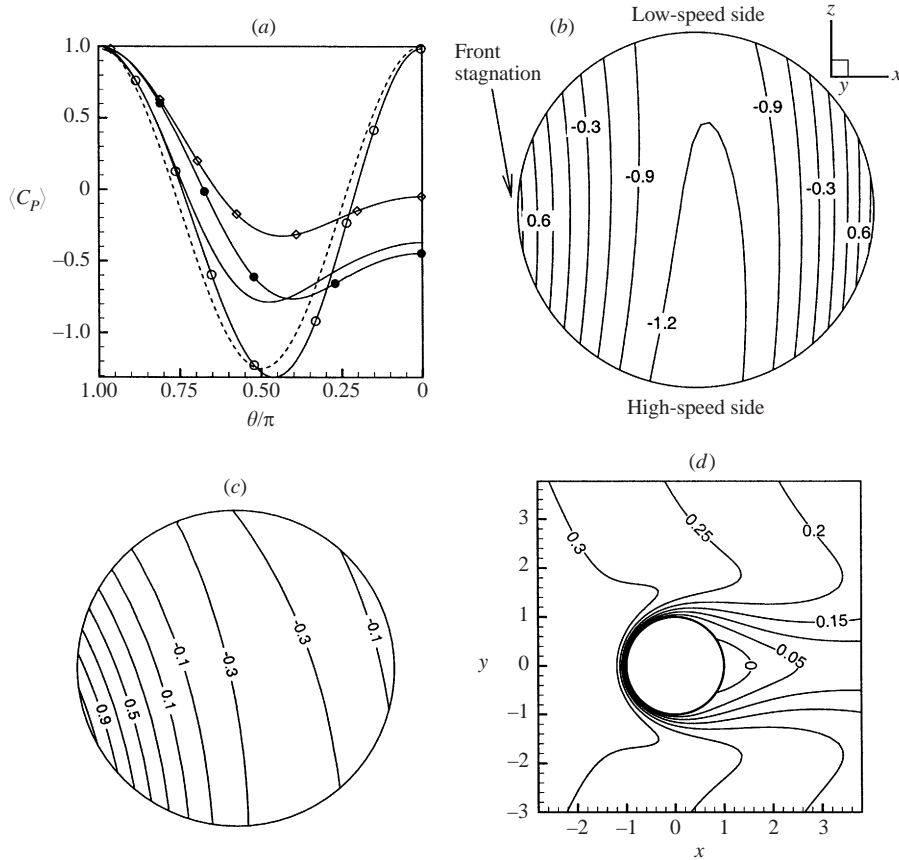 (a)
1.0
0.5
0
−0.5
−1.0
⟨C_P⟩
1.00
0.75
0.50
0.25
0
θ/π
(b)
Low-speed side
Front
stagnation
z
x
y
-0.3
-0.9
-0.9
-0.3
0.6
0.6
-1.2
High-speed side
(c)
-0.1
-0.3
-0.3
-0.1
0.1
0.5
0.9
(d)
3
2
1
0
−1
−2
−3
y
0.3
0.25
0.2
0.15
0.05
0
−2
−1
0
1
2
3
x